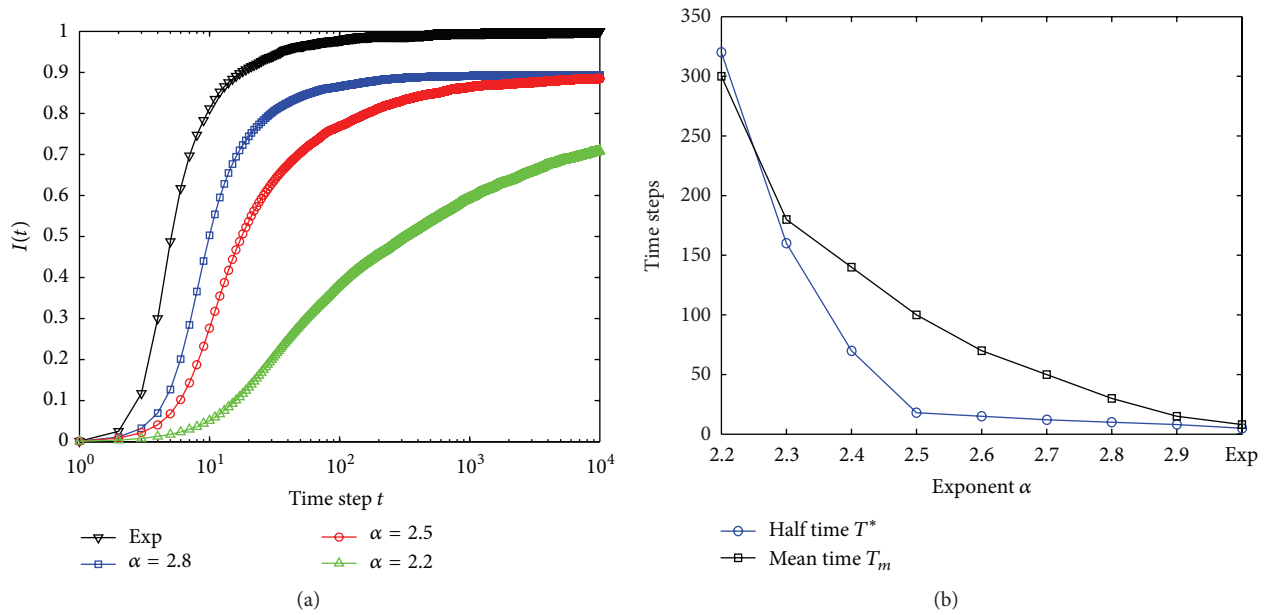 1
0.9
0.8
0.7
0.6
0.5
0.4
0.3
0.2
0.1
0
I(t)
10^0 10^1 10^2 10^3 10^4
Time step t
Exp
α = 2.8
α = 2.5
α = 2.2
(a)
350
300
250
200
150
100
50
0
Time steps
2.2 2.3 2.4 2.5 2.6 2.7 2.8 2.9 Exp
Exponent α
Half time T*
Mean time T_m
(b)